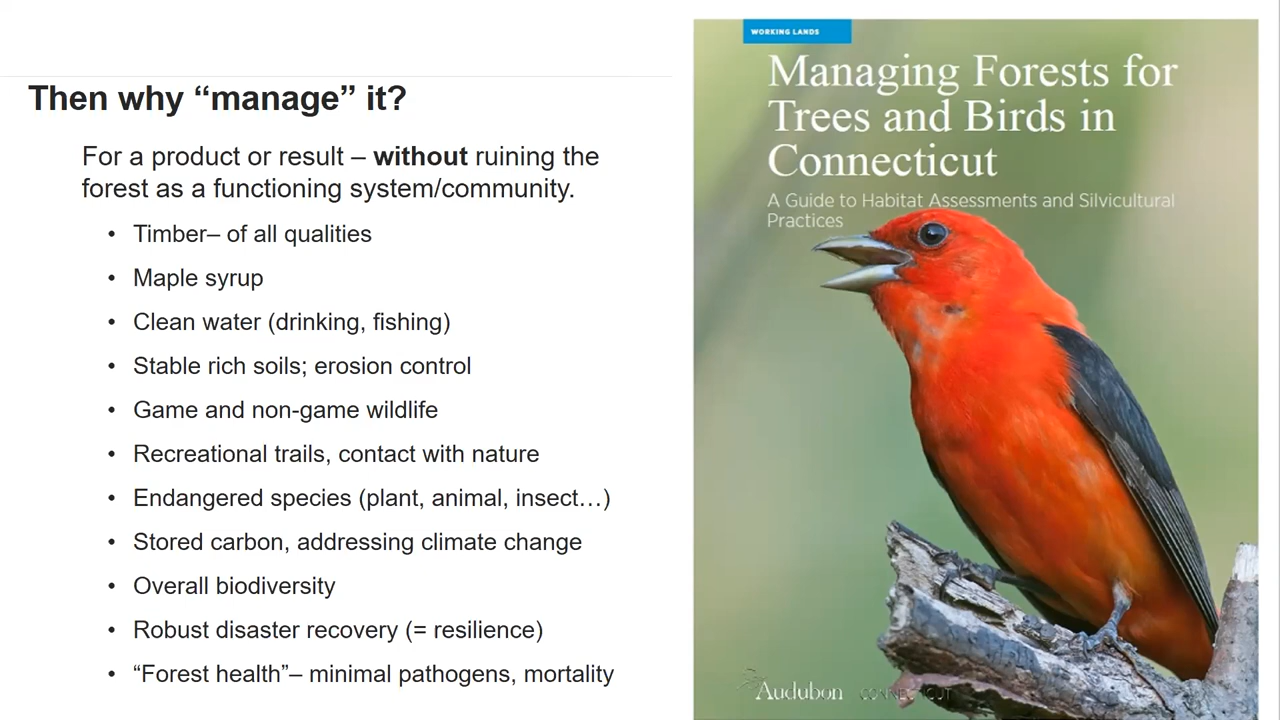 Then why “manage” it?
For a product or result – without ruining the
forest as a functioning system/community.
• Timber– of all qualities
• Maple syrup
• Clean water (drinking, fishing)
• Stable rich soils; erosion control
• Game and non-game wildlife
• Recreational trails, contact with nature
• Endangered species (plant, animal, insect…)
• Stored carbon, addressing climate change
• Overall biodiversity
• Robust disaster recovery (= resilience)
• “Forest health”– minimal pathogens, mortality
WORKING LANDS
Managing Forests for
Trees and Birds in
Connecticut
A Guide to Habitat Assessments and Silvicultural
Practices
Audubon CONNECTICUT